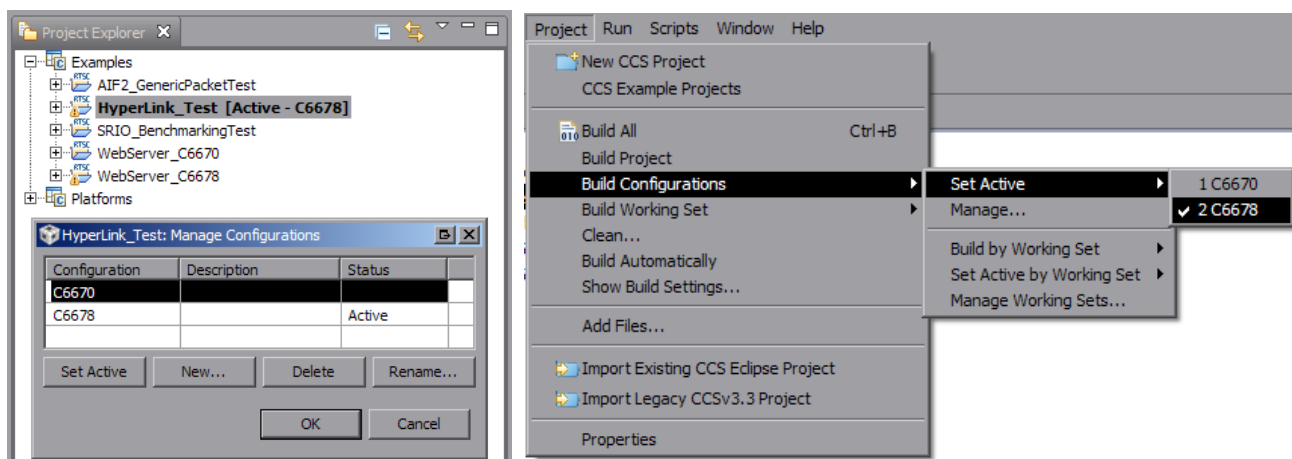 Project Explorer
Examples
AIF2_GenericPacketTest
HyperLink_Test [Active - C6678]
SRIO_BenchmarkingTest
WebServer_C6670
WebServer_C6678
Platforms
HyperLink_Test: Manage Configurations
Configuration Description Status
C6670
C6678 Active
Set Active New... Delete Rename...
OK Cancel
Project Run Scripts Window Help
New CCS Project
CCS Example Projects
Build All Ctrl+B
Build Project
Build Configurations
Build Working Set
Clean...
Build Automatically
Show Build Settings...
Add Files...
Import Existing CCS Eclipse Project
Import Legacy CCSv3.3 Project
Properties
Set Active
Manage...
Build by Working Set
Set Active by Working Set
Manage Working Sets...
1 C6670
2 C6678